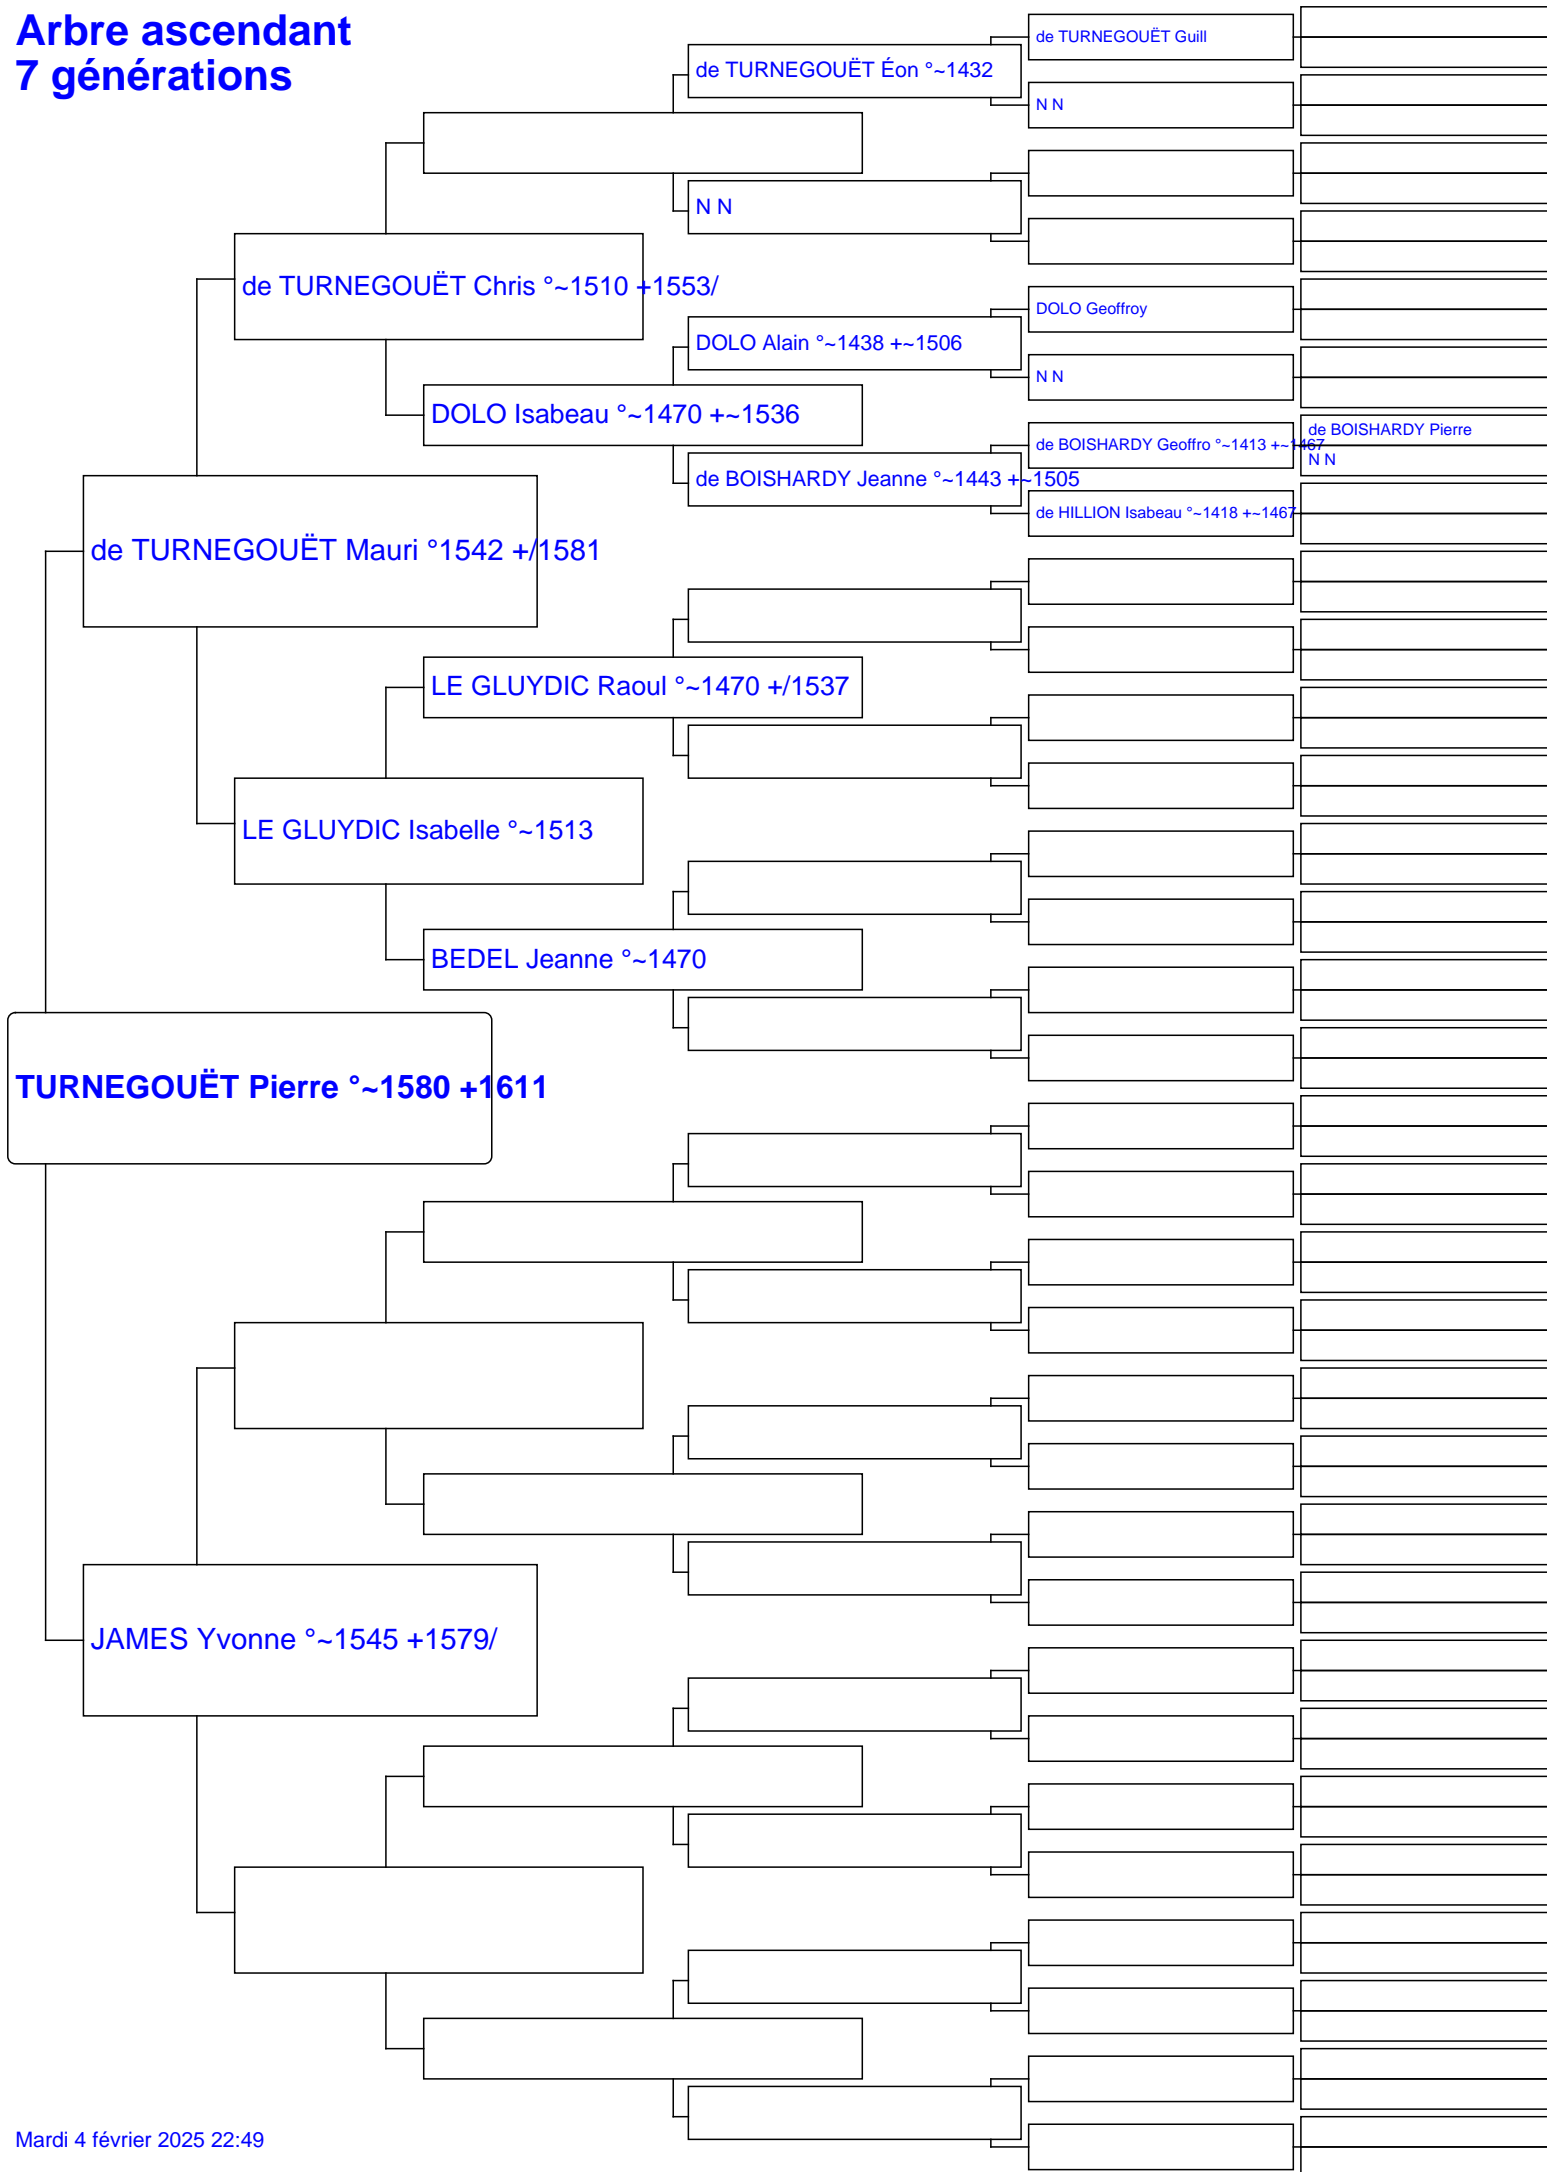 Arbre ascendant
7 générations
de TURNEGOUËT Guill
de TURNEGOUËT Éon °~1432
N N
N N
de TURNEGOUËT Chris °~1510 +1553/
DOLO Geoffroy
DOLO Alain °~1438 +~1506
N N
DOLO Isabeau °~1470 +~1536
de BOISHARDY Pierre
de BOISHARDY Geoffro °~1413 +~1467
N N
de BOISHARDY Jeanne °~1443 +~1505
de HILLION Isabeau °~1418 +~1467
de TURNEGOUËT Mauri °1542 +/1581
LE GLUYDIC Raoul °~1470 +/1537
LE GLUYDIC Isabelle °~1513
BEDEL Jeanne °~1470
TURNEGOUËT Pierre °~1580 +1611
JAMES Yvonne °~1545 +1579/
Mardi 4 février 2025 22:49